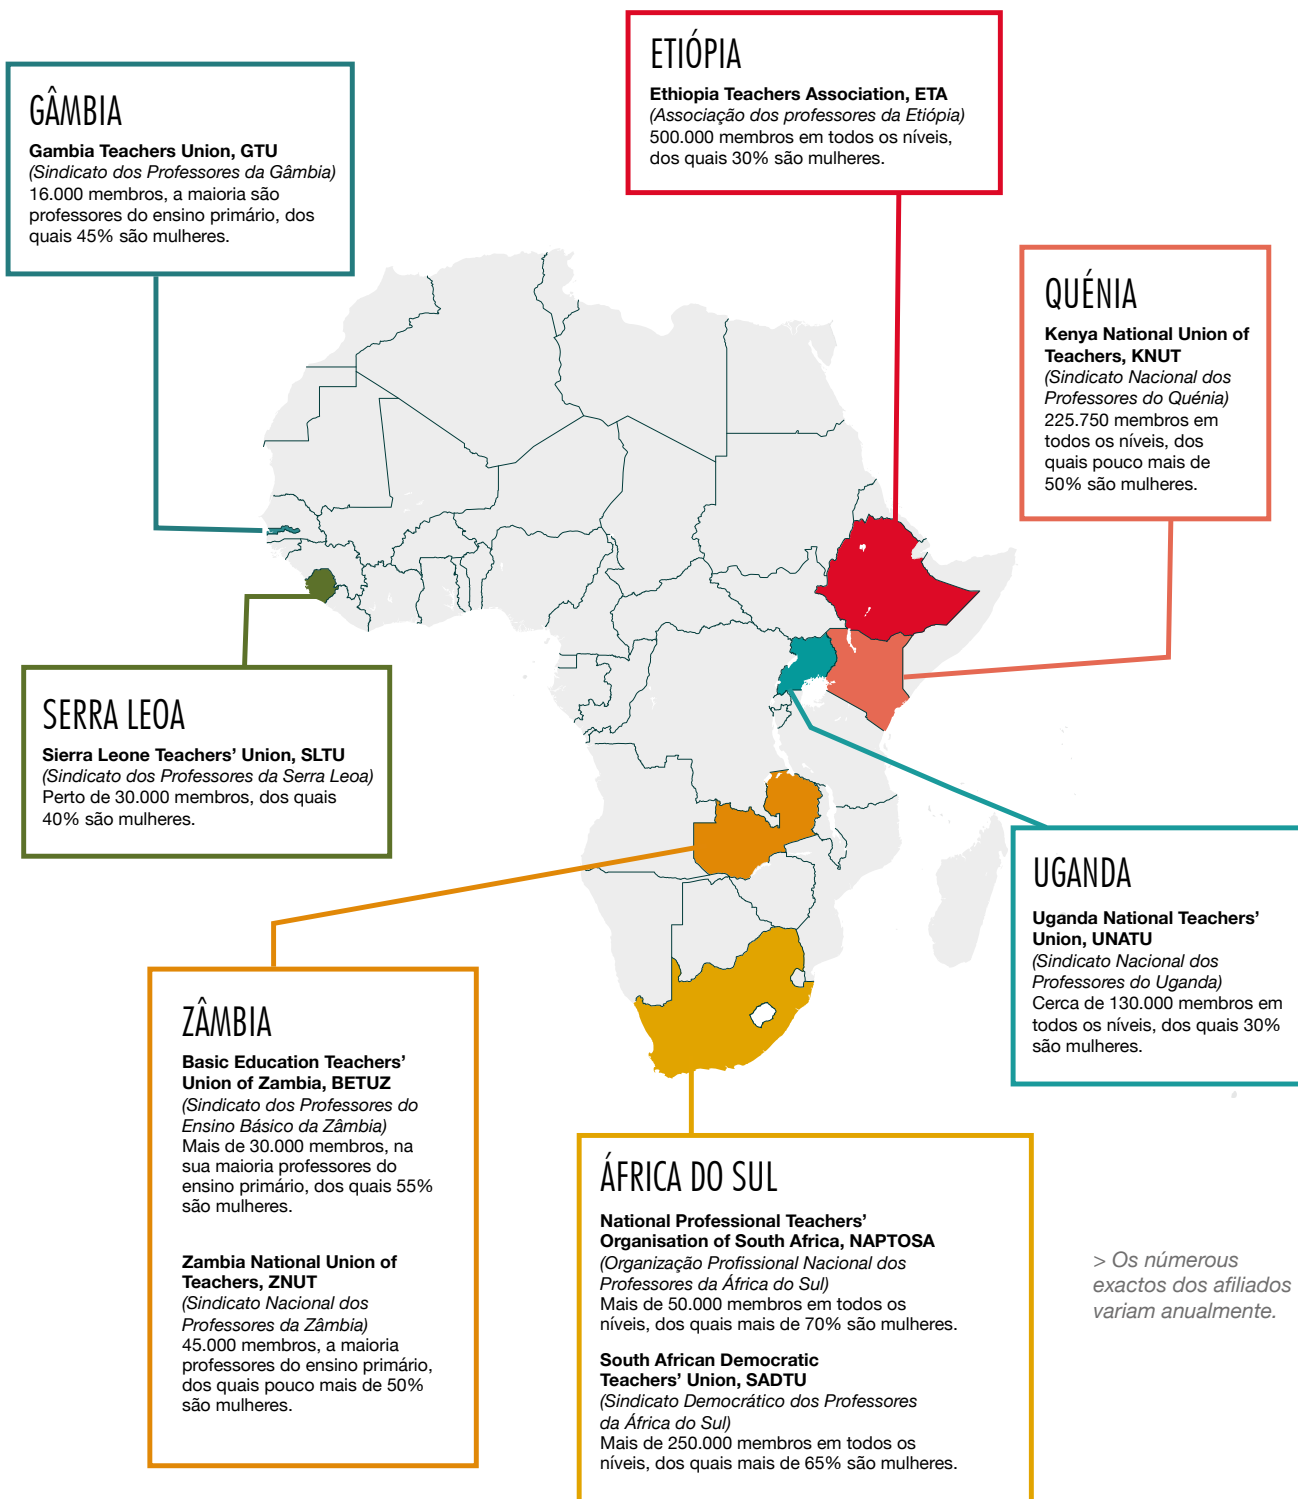 ETIÓPIA
Ethiopia Teachers Association, ETA
(Associação dos professores da Etiópia)
500.000 membros em todos os níveis,
dos quais 30% são mulheres.
GÂMBIA
Gambia Teachers Union, GTU
(Sindicato dos Professores da Gâmbia)
16.000 membros, a maioria são
professores do ensino primário, dos
quais 45% são mulheres.
QUÉNIA
Kenya National Union of
Teachers, KNUT
(Sindicato Nacional dos
Professores do Quénia)
225.750 membros em
todos os níveis, dos
quais pouco mais de
50% são mulheres.
SERRA LEOA
Sierra Leone Teachers’ Union, SLTU
(Sindicato dos Professores da Serra Leoa)
Perto de 30.000 membros, dos quais
40% são mulheres.
UGANDA
Uganda National Teachers’
Union, UNATU
(Sindicato Nacional dos
Professores do Uganda)
Cerca de 130.000 membros em
todos os níveis, dos quais 30%
são mulheres.
ZÂMBIA
Basic Education Teachers’
Union of Zambia, BETUZ
(Sindicato dos Professores do
Ensino Básico da Zâmbia)
Mais de 30.000 membros, na
sua maioria professores do
ensino primário, dos quais 55%
são mulheres.
Zambia National Union of
Teachers, ZNUT
(Sindicato Nacional dos
Professores da Zâmbia)
45.000 membros, a maioria
professores do ensino primário,
dos quais pouco mais de 50%
são mulheres.
ÁFRICA DO SUL
National Professional Teachers’
Organisation of South Africa, NAPTOSA
(Organização Profissional Nacional dos
Professores da África do Sul)
Mais de 50.000 membros em todos os
níveis, dos quais mais de 70% são mulheres.
South African Democratic
Teachers’ Union, SADTU
(Sindicato Democrático dos Professores
da África do Sul)
Mais de 250.000 membros em todos os
níveis, dos quais mais de 65% são mulheres.
> Os númerous
exactos dos afiliados
variam anualmente.